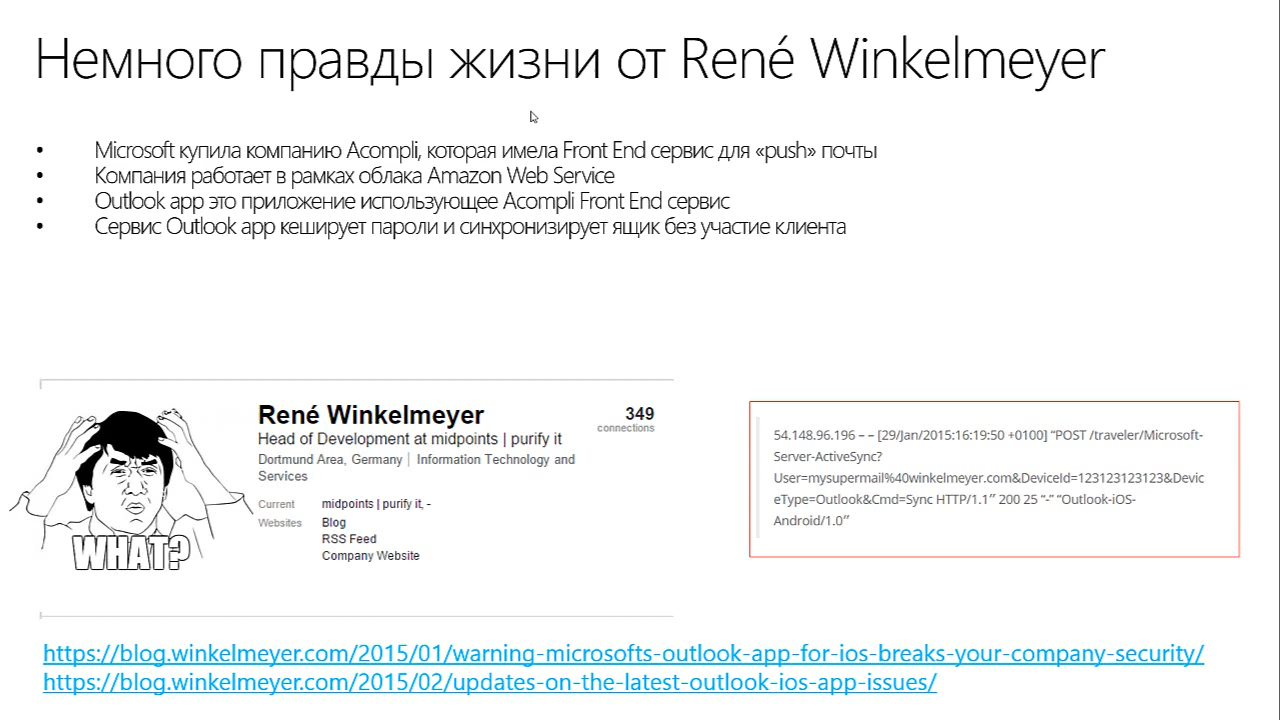 Немного правды жизни от René Winkelmeyer
• Microsoft купила компанию Acompli, которая имела Front End сервис для «push» почты
• Компания работает в рамках облака Amazon Web Service
• Outlook app это приложение использующее Acompli Front End сервис
• Сервис Outlook app кеширует пароли и синхронизирует ящик без участие клиента
WHAT?
René Winkelmeyer
349
connections
Head of Development at midpoints | purify it
Dortmund Area, Germany | Information Technology and
Services
Current midpoints | purify it, -
Websites Blog
RSS Feed
Company Website
54.148.96.196 – – [29/Jan/2015:16:19:50 +0100] “POST /traveler/Microsoft-
Server-ActiveSync?
User=mysupermail%40winkelmeyer.com&DeviceId=123123123123&Devic
eType=Outlook&Cmd=Sync HTTP/1.1″ 200 25 “-” “Outlook-iOS-
Android/1.0″
https://blog.winkelmeyer.com/2015/01/warning-microsofts-outlook-app-for-ios-breaks-your-company-security/
https://blog.winkelmeyer.com/2015/02/updates-on-the-latest-outlook-ios-app-issues/